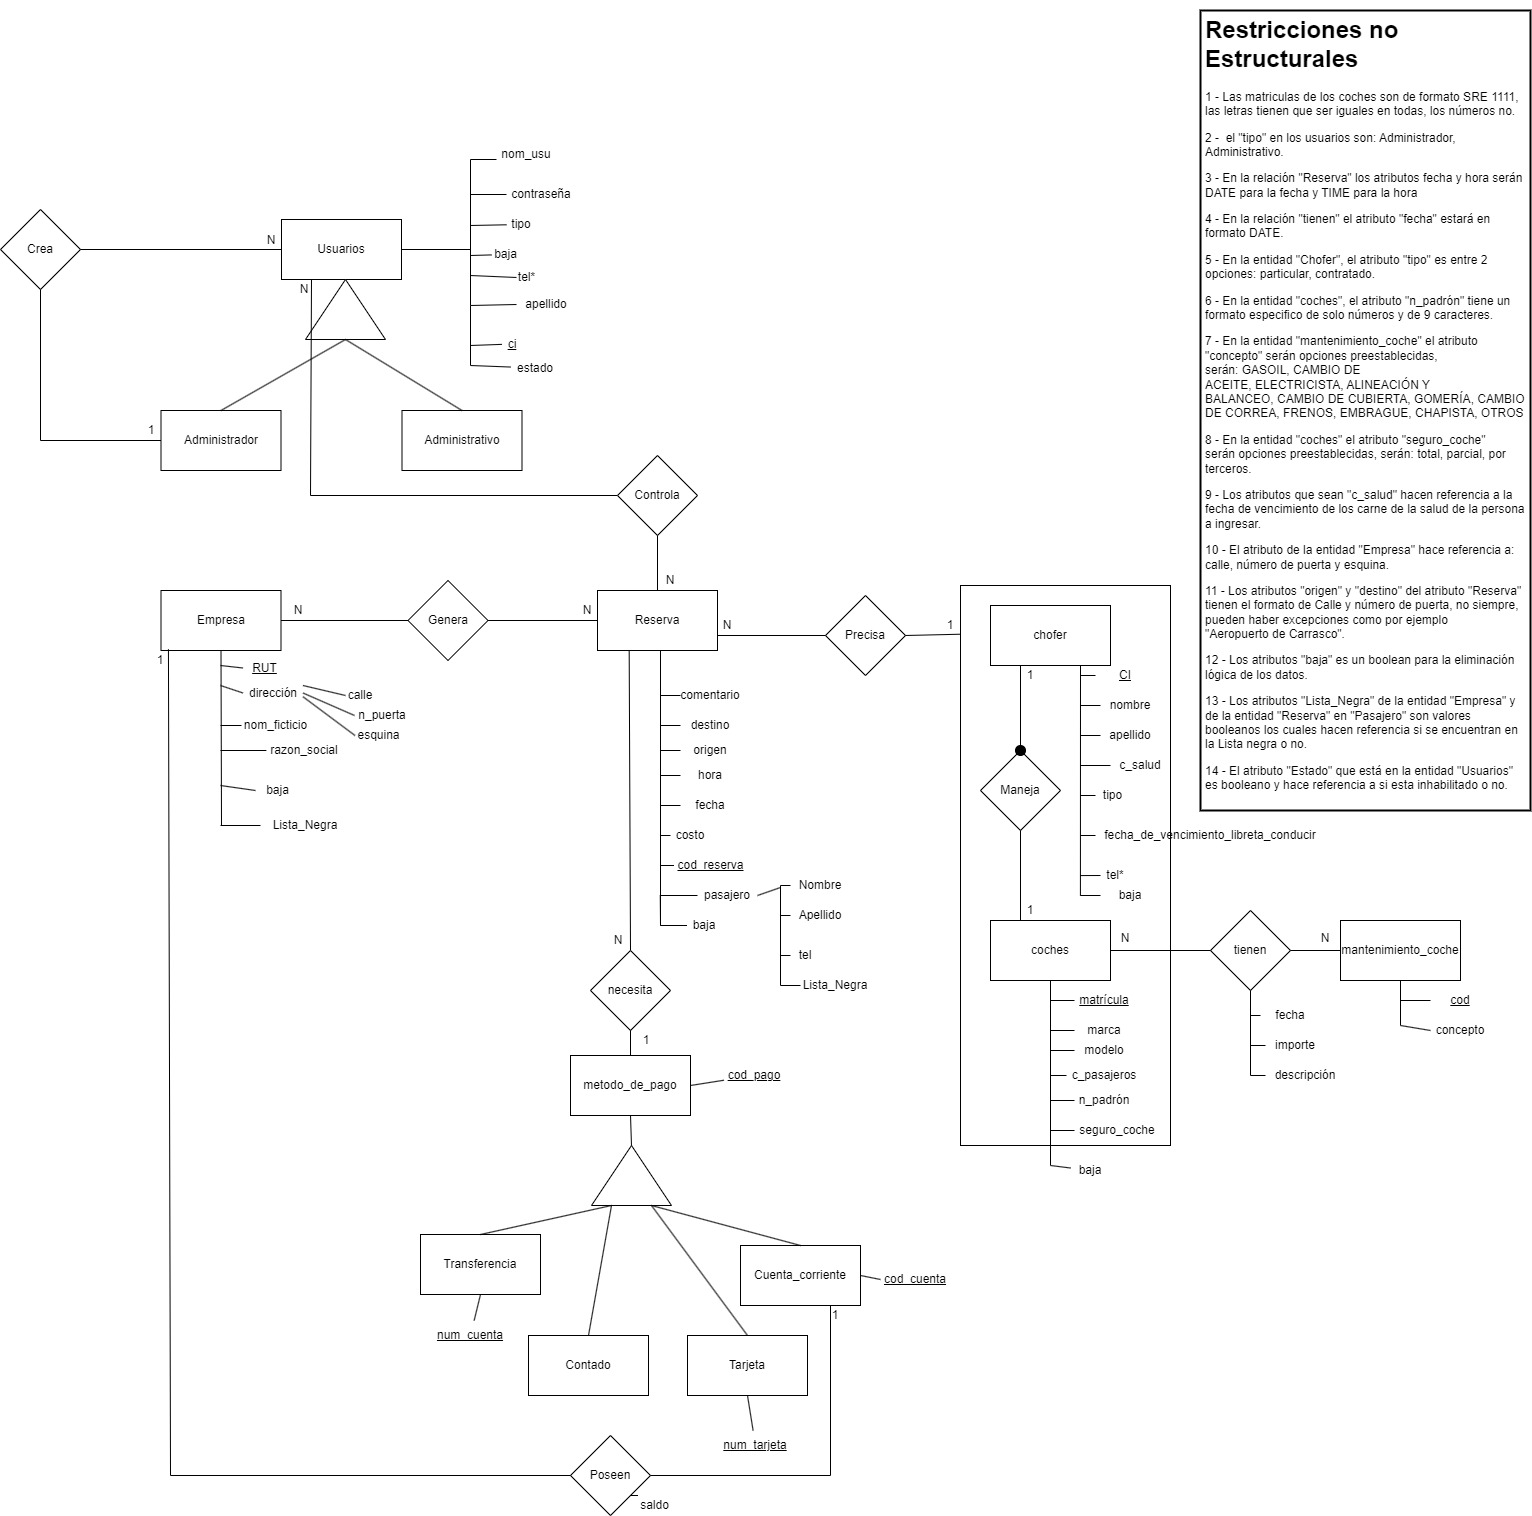 Restricciones no
Estructurales
1 - Las matriculas de los coches son de formato SRE 1111,
las letras tienen que ser iguales en todas, los números no.
2 -  el "tipo" en los usuarios son: Administrador,
Administrativo.
3 - En la relación "Reserva" los atributos fecha y hora serán
DATE para la fecha y TIME para la hora
4 - En la relación "tienen" el atributo "fecha" estará en
formato DATE.
5 - En la entidad "Chofer", el atributo "tipo" es entre 2
opciones: particular, contratado.
6 - En la entidad "coches", el atributo "n_padrón" tiene un
formato especifico de solo números y de 9 caracteres.
7 - En la entidad "mantenimiento_coche" el atributo
"concepto" serán opciones preestablecidas,
serán: GASOIL, CAMBIO DE
ACEITE, ELECTRICISTA, ALINEACIÓN Y
BALANCEO, CAMBIO DE CUBIERTA, GOMERÍA, CAMBIO
DE CORREA, FRENOS, EMBRAGUE, CHAPISTA, OTROS
8 - En la entidad "coches" el atributo "seguro_coche"
serán opciones preestablecidas, serán: total, parcial, por
terceros.
9 - Los atributos que sean "c_salud" hacen referencia a la
fecha de vencimiento de los carne de la salud de la persona
a ingresar.
10 - El atributo de la entidad "Empresa" hace referencia a:
calle, número de puerta y esquina.
11 - Los atributos "origen" y "destino" del atributo "Reserva"
tienen el formato de Calle y número de puerta, no siempre,
pueden haber excepciones como por ejemplo
"Aeropuerto de Carrasco".
12 - Los atributos "baja" es un boolean para la eliminación
lógica de los datos.
13 - Los atributos "Lista_Negra" de la entidad "Empresa" y
de la entidad "Reserva" en "Pasajero" son valores
booleanos los cuales hacen referencia si se encuentran en
la Lista negra o no.
14 - El atributo "Estado" que está en la entidad "Usuarios"
es booleano y hace referencia a si esta inhabilitado o no.
Crea
N
Usuarios
N
nom_usu
contraseña
tipo
baja
tel*
apellido
ci
estado
1
Administrador
Administrativo
Controla
N
Empresa
N
Genera
N
Reserva
N
Precisa
1
1
RUT
dirección
calle
n_puerta
esquina
nom_ficticio
razon_social
baja
Lista_Negra
comentario
destino
origen
hora
fecha
costo
cod_reserva
pasajero
Nombre
Apellido
tel
Lista_Negra
baja
chofer
1
CI
nombre
apellido
c_salud
tipo
fecha_de_vencimiento_libreta_conducir
tel*
baja
Maneja
1
coches
N
tienen
N
mantenimiento_coche
matrícula
marca
modelo
c_pasajeros
n_padrón
seguro_coche
baja
fecha
importe
descripción
cod
concepto
N
necesita
1
metodo_de_pago
cod_pago
Transferencia
num_cuenta
Contado
Tarjeta
num_tarjeta
Cuenta_corriente
cod_cuenta
1
Poseen
saldo